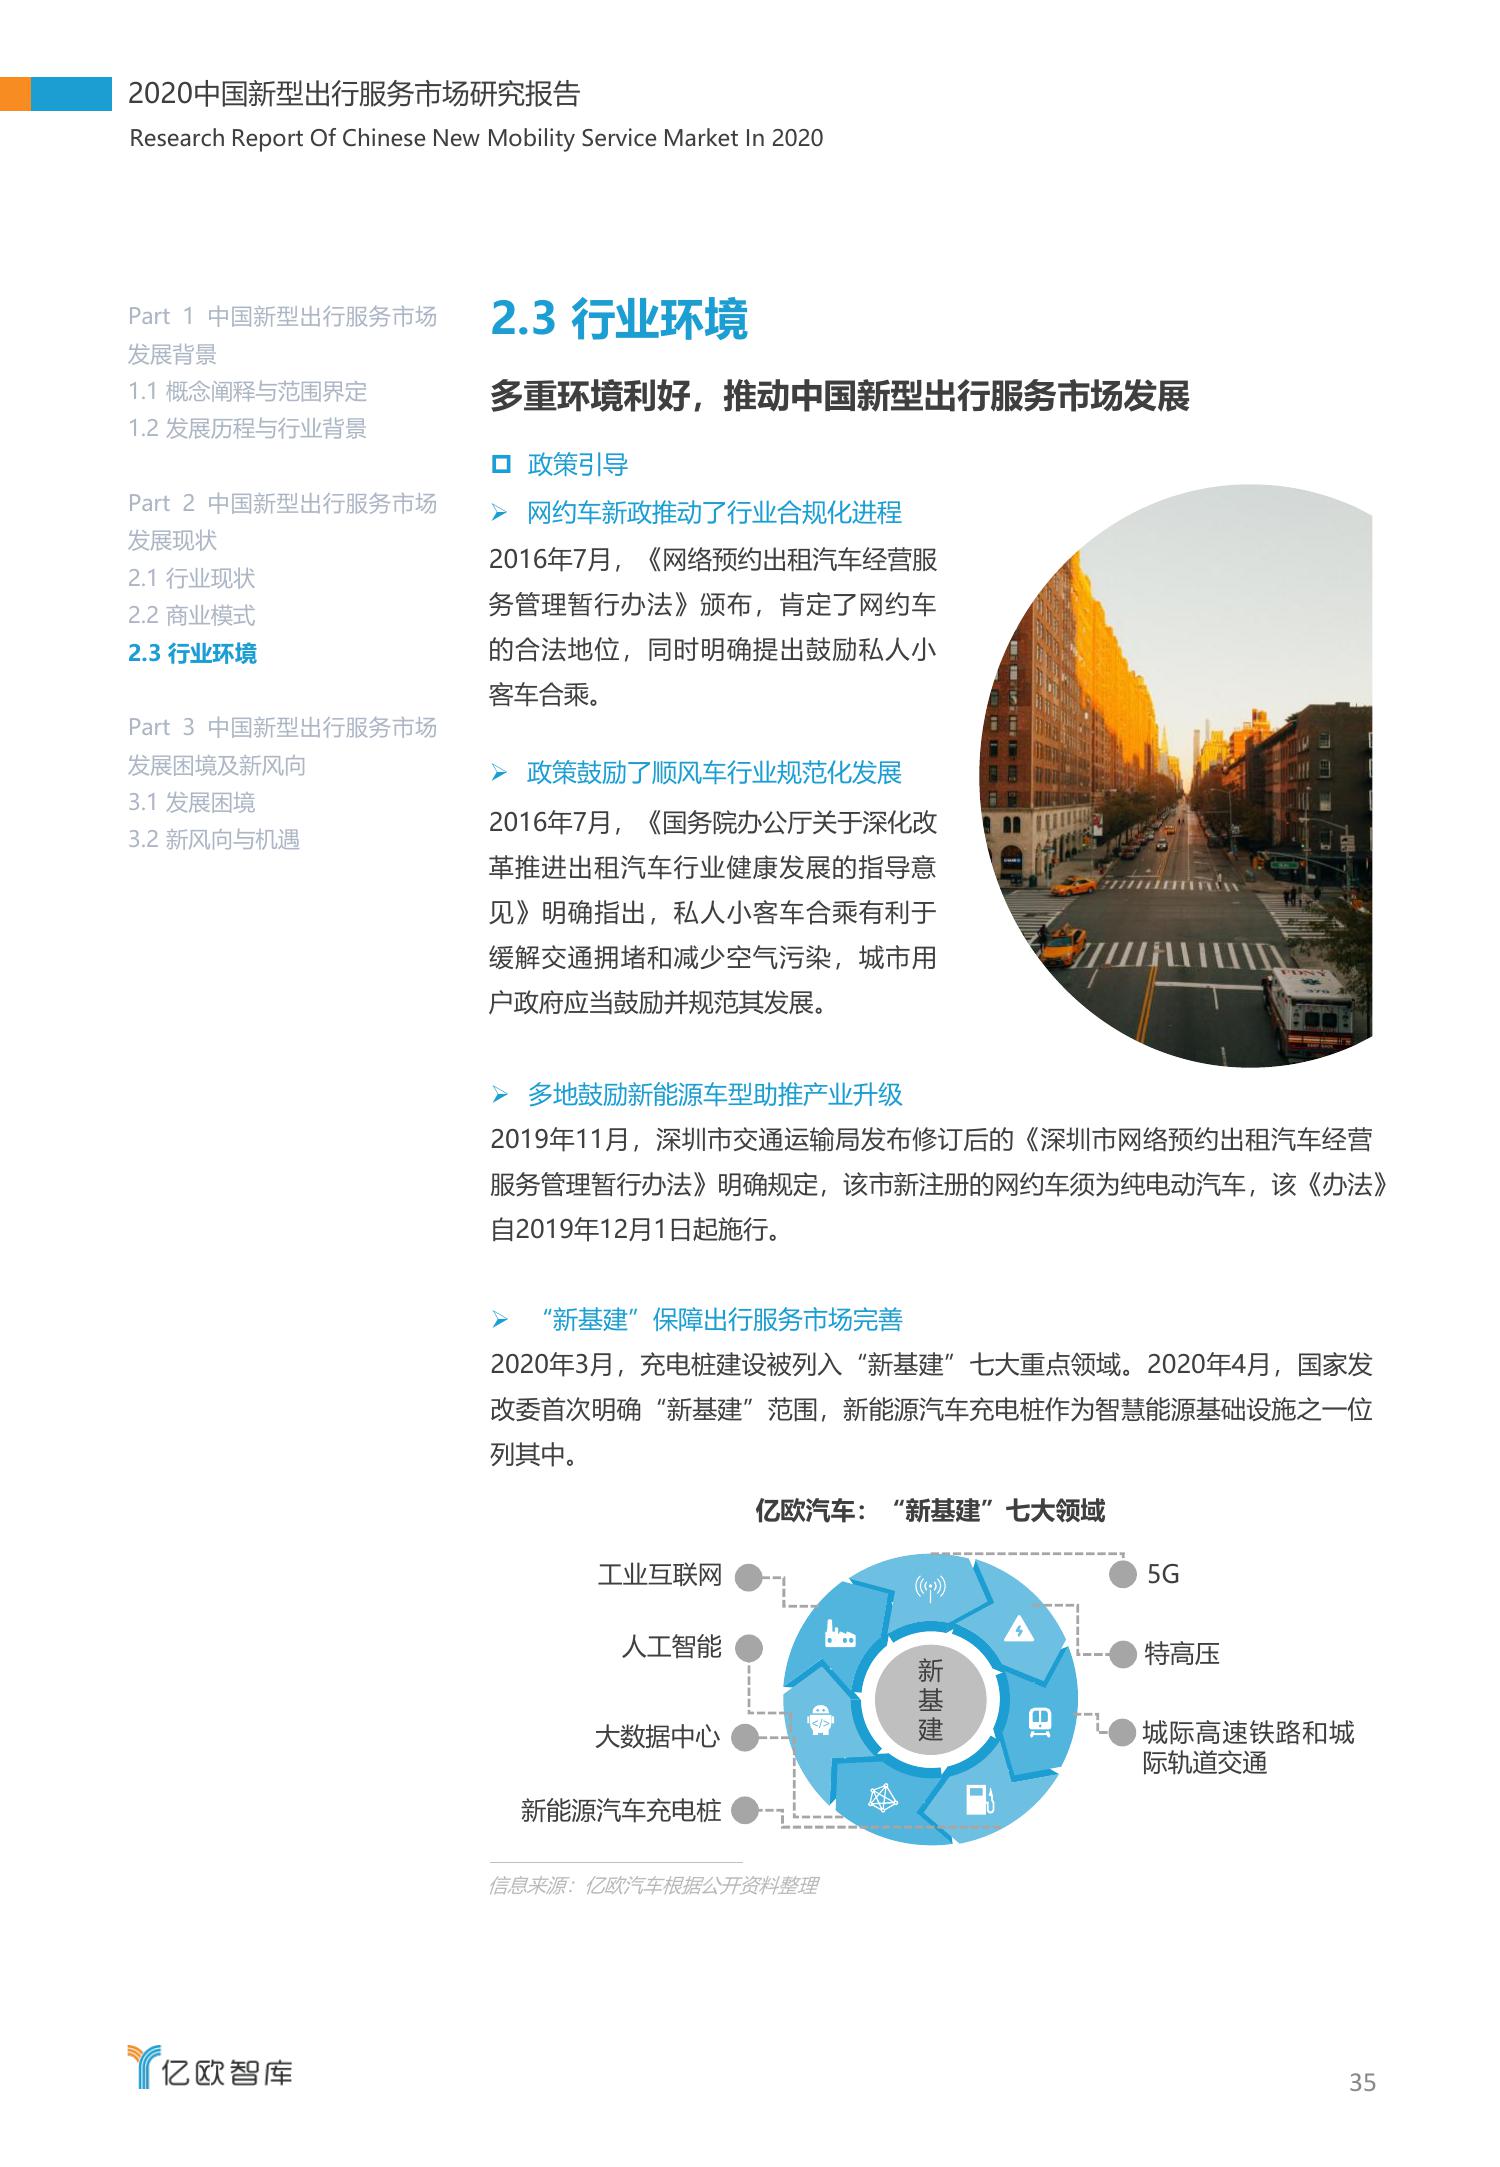 2020中国新型出行服务市场研究报告
Research Report Of Chinese New Mobility Service Market In 2020
Part 1 中国新型出行服务市场
发展背景
1.1 概念阐释与范围界定
1.2 发展历程与行业背景
Part 2 中国新型出行服务市场
发展现状
2.1 行业现状
2.2 商业模式
2.3 行业环境
Part 3 中国新型出行服务市场
发展困境及新风向
3.1 发展困境
3.2 新风向与机遇
2.3 行业环境
多重环境利好，推动中国新型出行服务市场发展
政策引导
网约车新政推动了行业合规化进程
2016年7月，《网络预约出租汽车经营服
务管理暂行办法》颁布，肯定了网约车
的合法地位，同时明确提出鼓励私人小
客车合乘。
政策鼓励了顺风车行业规范化发展
2016年7月，《国务院办公厅关于深化改
革推进出租汽车行业健康发展的指导意
见》明确指出，私人小客车合乘有利于
缓解交通拥堵和减少空气污染，城市用
户政府应当鼓励并规范其发展。
多地鼓励新能源车型助推产业升级
2019年11月，深圳市交通运输局发布修订后的《深圳市网络预约出租汽车经营
服务管理暂行办法》明确规定，该市新注册的网约车须为纯电动汽车，该《办法》
自2019年12月1日起施行。
“新基建”保障出行服务市场完善
2020年3月，充电桩建设被列入“新基建”七大重点领域。2020年4月，国家发
改委首次明确“新基建”范围，新能源汽车充电桩作为智慧能源基础设施之一位
列其中。
亿欧汽车：“新基建”七大领域
工业互联网
人工智能
大数据中心
新能源汽车充电桩
新
基
建
5G
特高压
城际高速铁路和城
际轨道交通
信息来源：亿欧汽车根据公开资料整理
亿欧智库
35
FDNY